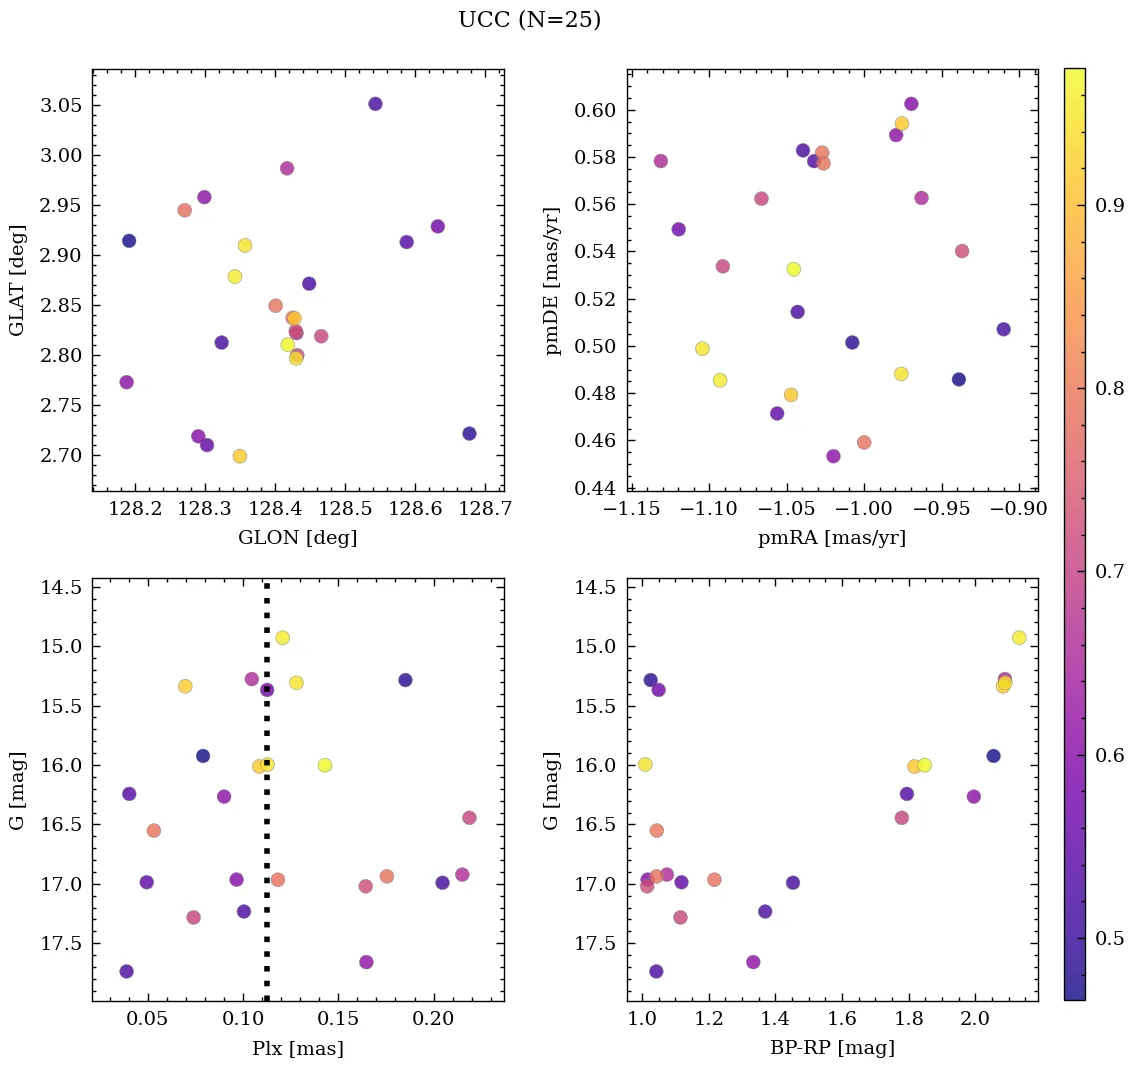 UCC (N=25)
3.05
3.00
2.95
2.90
2.85
2.80
2.75
2.70
GLAT [deg]
128.2 128.3 128.4 128.5 128.6 128.7
GLON [deg]
0.60
0.58
0.56
0.54
0.52
0.50
0.48
0.46
0.44
pmDE [mas/yr]
−1.15 −1.10 −1.05 −1.00 −0.95 −0.90
pmRA [mas/yr]
14.5
15.0
15.5
16.0
16.5
17.0
17.5
G [mag]
0.05 0.10 0.15 0.20
Plx [mas]
14.5
15.0
15.5
16.0
16.5
17.0
17.5
G [mag]
1.0 1.2 1.4 1.6 1.8 2.0
BP-RP [mag]
0.9
0.8
0.7
0.6
0.5